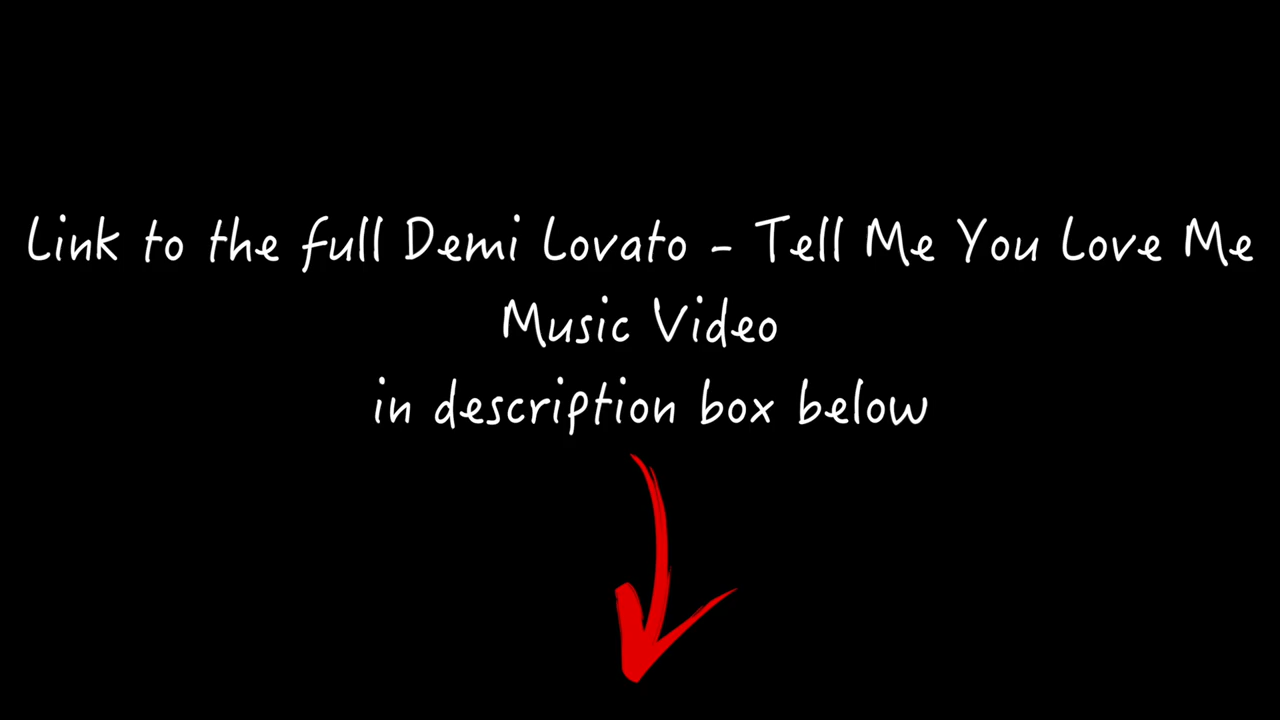 Link to the full Demi Lovato - Tell Me You Love Me
Music Video
in description box below